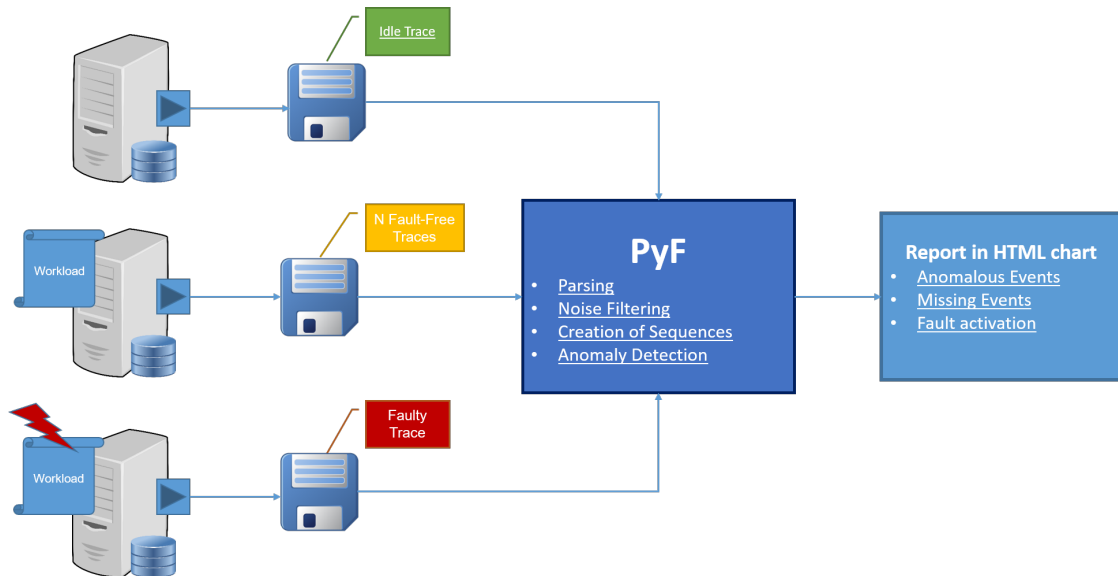 Idle Trace
N Fault-Free
Traces
Workload
PyF
• Parsing
• Noise Filtering
• Creation of Sequences
• Anomaly Detection
Report in HTML chart
• Anomalous Events
• Missing Events
• Fault activation
Faulty
Trace
Workload